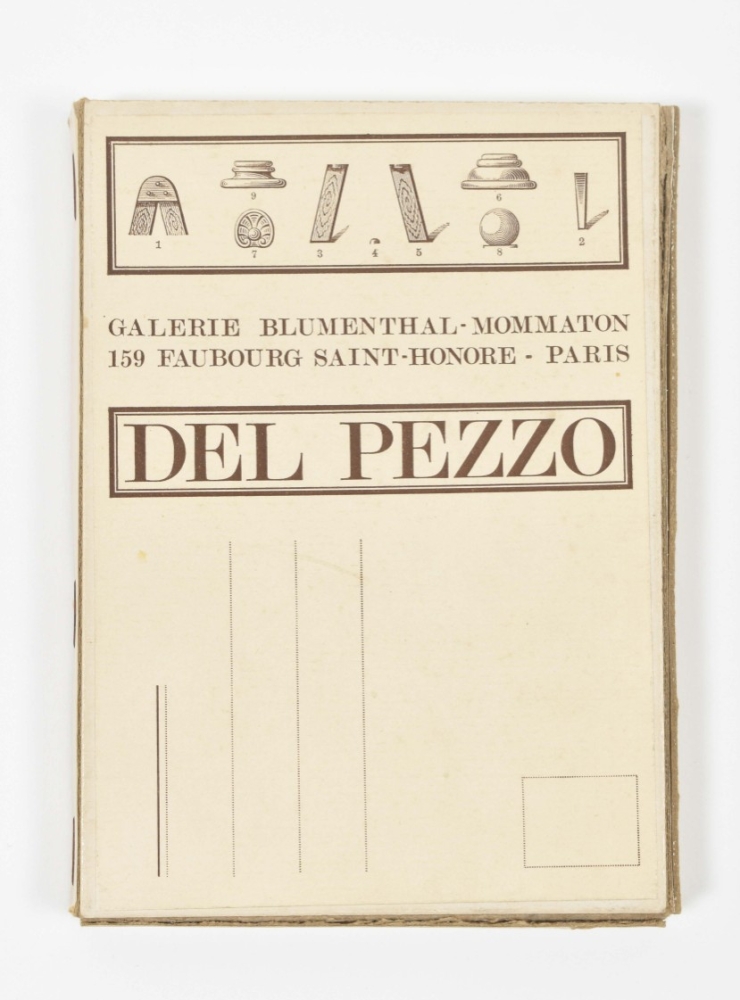 9 6
1 7 3 4 5 8 2
GALERIE BLUMENTHAL-MOMMATON
159 FAUBOURG SAINT-HONORE - PARIS
DEL PEZZO